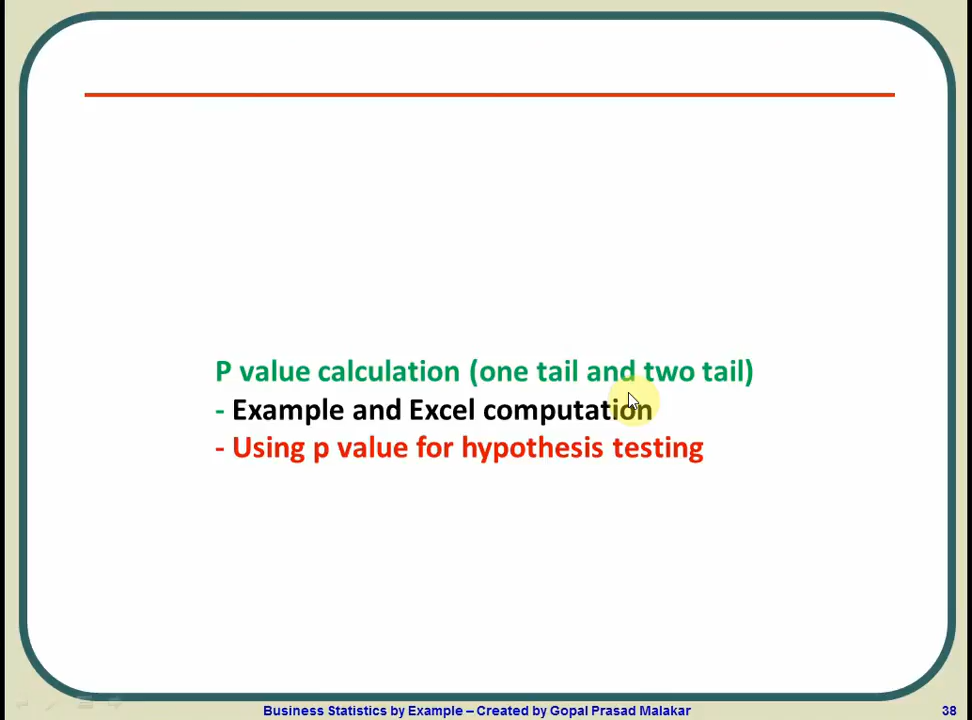 P value calculation (one tail and two tail)
- Example and Excel computation
- Using p value for hypothesis testing
Business Statistics by Example – Created by Gopal Prasad Malakar
38